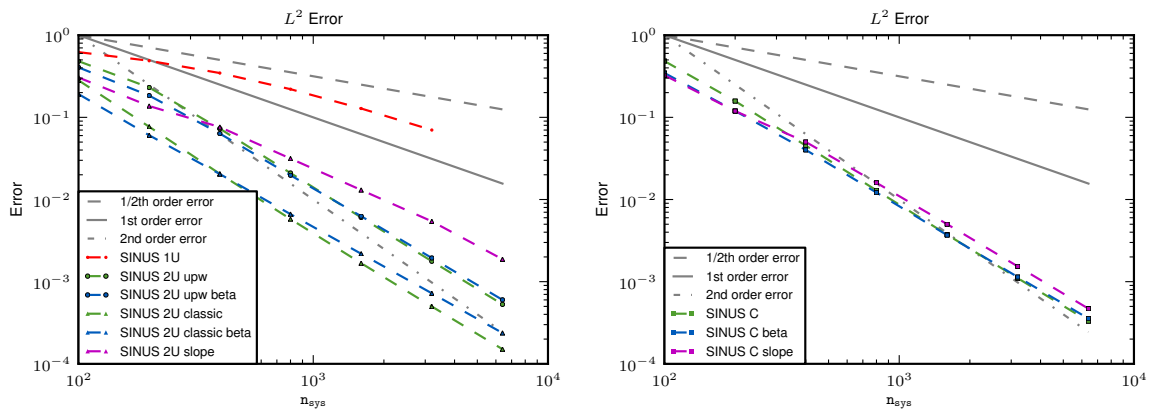 L² Error
Error
10⁰
10⁻¹
10⁻²
10⁻³
10⁻⁴
1/2th order error
1st order error
2nd order error
SINUS 1U
SINUS 2U upw
SINUS 2U upw beta
SINUS 2U classic
SINUS 2U classic beta
SINUS 2U slope
10²
10³
10⁴
n_sys
L² Error
Error
10⁰
10⁻¹
10⁻²
10⁻³
10⁻⁴
1/2th order error
1st order error
2nd order error
SINUS C
SINUS C beta
SINUS C slope
10²
10³
10⁴
n_sys